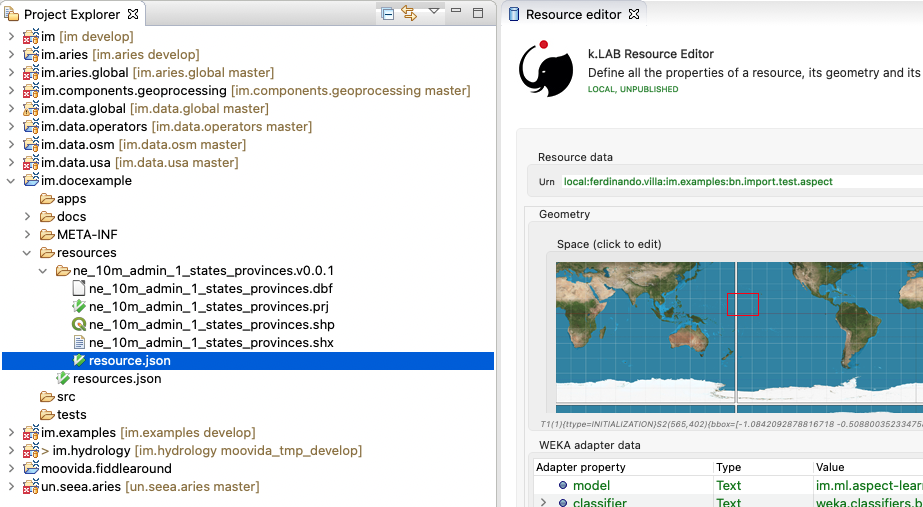 Project Explorer
im [im develop]
im.aries [im.aries develop]
im.aries.global [im.aries.global master]
im.components.geoprocessing [im.components.geoprocessing master]
im.data.global [im.data.global master]
im.data.operators [im.data.operators master]
im.data.osm [im.data.osm master]
im.data.usa [im.data.usa master]
im.docexample
apps
docs
META-INF
resources
ne_10m_admin_1_states_provinces.v0.0.1
ne_10m_admin_1_states_provinces.dbf
ne_10m_admin_1_states_provinces.prj
ne_10m_admin_1_states_provinces.shp
ne_10m_admin_1_states_provinces.shx
resource.json
resources.json
src
tests
im.examples [im.examples develop]
> im.hydrology [im.hydrology moovida_tmp_develop]
moovida.fiddlearound
un.seea.aries [un.seea.aries master]
Resource editor
k.LAB Resource Editor
Define all the properties of a resource, its geometry and its
LOCAL, UNPUBLISHED
Resource data
Urn local:ferdinando.villa:im.examples:bn.import.test.aspect
Geometry
Space (click to edit)
T1(1){ttype=INITIALIZATION}S2(565,402){bbox=[-1.0842092878816718 -0.508800352334758
WEKA adapter data
Adapter property Type Value
model Text im.ml.aspect-lear
classifier Text weka.classifiers.b